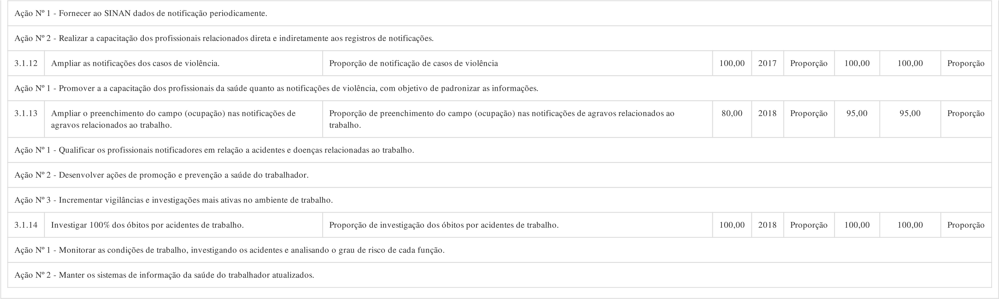 Ação Nº 1 - Fornecer ao SINAN dados de notificação periodicamente.
Ação Nº 2 - Realizar a capacitação dos profissionais relacionados direta e indiretamente aos registros de notificações.
3.1.12 Ampliar as notificações dos casos de violência. Proporção de notificação de casos de violência 100,00 2017 Proporção 100,00 100,00 Proporção
Ação Nº 1 - Promover a a capacitação dos profissionais da saúde quanto as notificações de violência, com objetivo de padronizar as informações.
3.1.13 Ampliar o preenchimento do campo (ocupação) nas notificações de Proporção de preenchimento do campo (ocupação) nas notificações de agravos relacionados ao 80,00 2018 Proporção 95,00 95,00 Proporção
agravos relacionados ao trabalho. trabalho.
Ação Nº 1 - Qualificar os profissionais notificadores em relação a acidentes e doenças relacionadas ao trabalho.
Ação Nº 2 - Desenvolver ações de promoção e prevenção a saúde do trabalhador.
Ação Nº 3 - Incrementar vigilâncias e investigações mais ativas no ambiente de trabalho.
3.1.14 Investigar 100% dos óbitos por acidentes de trabalho. Proporção de investigação dos óbitos por acidentes de trabalho. 100,00 2018 Proporção 100,00 100,00 Proporção
Ação Nº 1 - Monitorar as condições de trabalho, investigando os acidentes e analisando o grau de risco de cada função.
Ação Nº 2 - Manter os sistemas de informação da saúde do trabalhador atualizados.